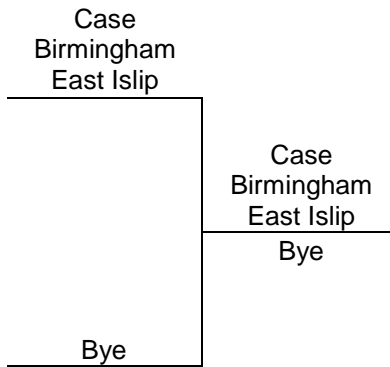 Case
Birmingham
East Islip
Case
Birmingham
East Islip
Bye
Bye